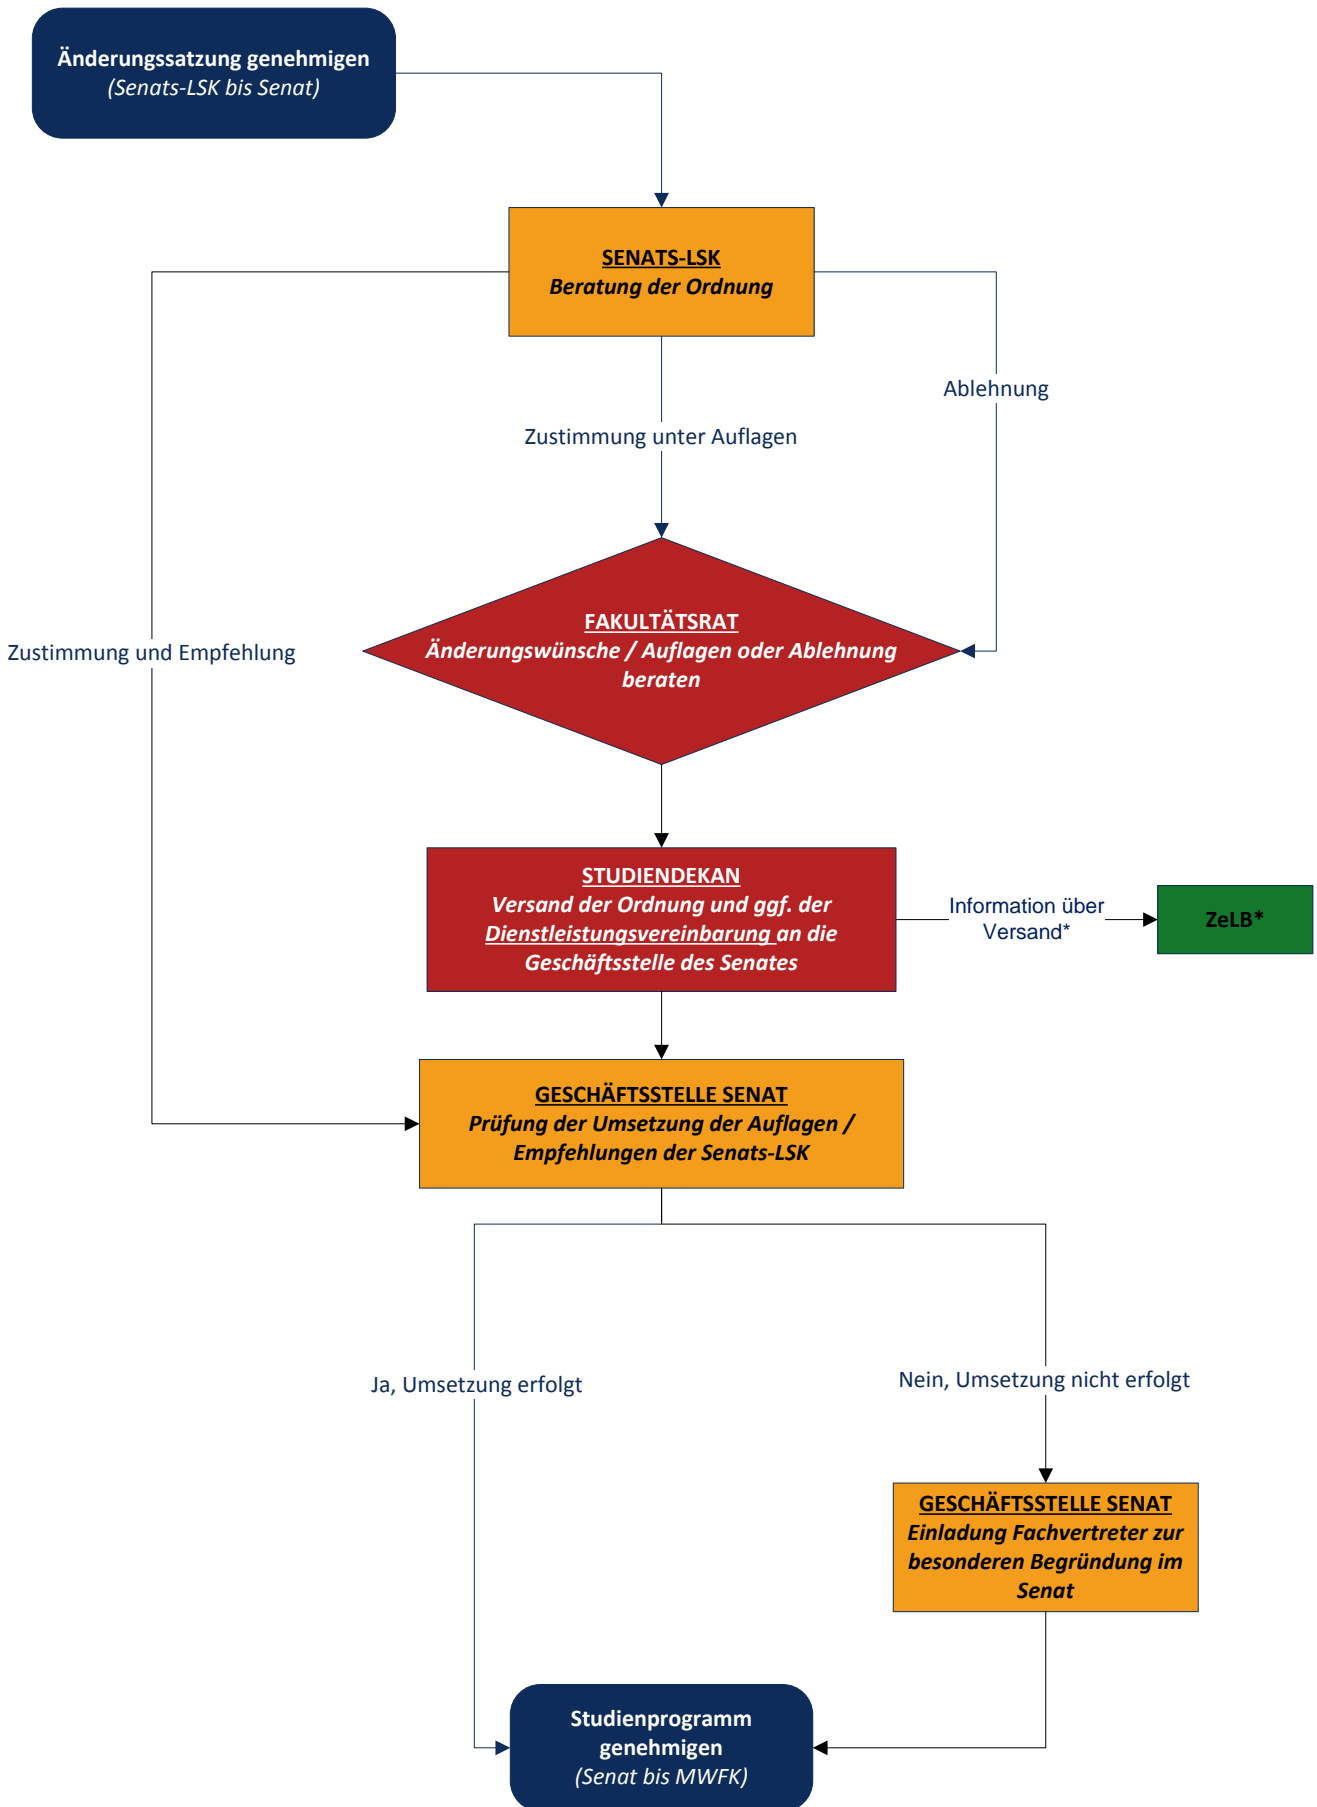 Änderungssatzung genehmigen
(Senats-LSK bis Senat)
SENATS-LSK
Beratung der Ordnung
Ablehnung
Zustimmung unter Auflagen
FAKULTÄTSRAT
Änderungswünsche / Auflagen oder Ablehnung
beraten
Zustimmung und Empfehlung
STUDIENDEKAN
Versand der Ordnung und ggf. der
Dienstleistungsvereinbarung an die
Geschäftsstelle des Senates
Information über
Versand*
ZeLB*
GESCHÄFTSSTELLE SENAT
Prüfung der Umsetzung der Auflagen /
Empfehlungen der Senats-LSK
Ja, Umsetzung erfolgt
Nein, Umsetzung nicht erfolgt
GESCHÄFTSSTELLE SENAT
Einladung Fachvertreter zur
besonderen Begründung im
Senat
Studienprogramm
genehmigen
(Senat bis MWFK)